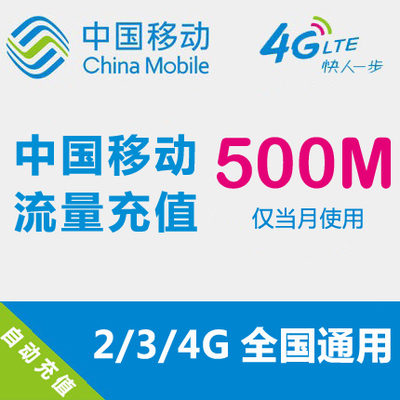 中国移动
China Mobile
4G LTE
快人一步
中国移动
流量充值
500M
仅当月使用
2/3/4G 全国通用
自动充值